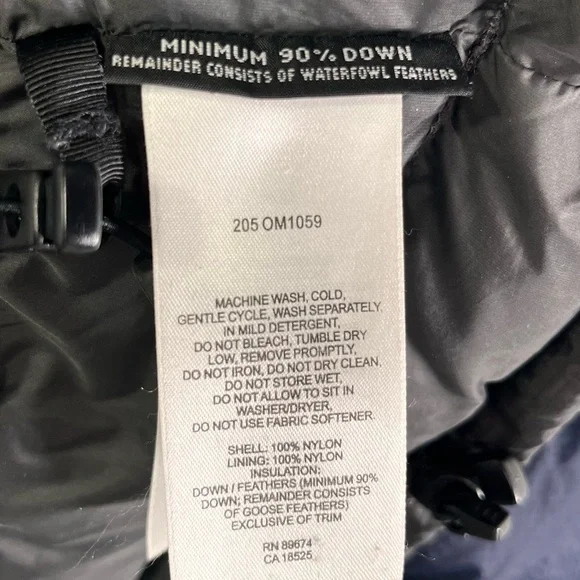 MINIMUM 90% DOWN
REMAINDER CONSISTS OF WATERFOWL FEATHERS
205 OM1059
MACHINE WASH, COLD,
GENTLE CYCLE, WASH SEPARATELY
IN MILD DETERGENT,
DO NOT BLEACH, TUMBLE DRY
LOW, REMOVE PROMPTLY,
DO NOT IRON, DO NOT DRY CLEAN.
DO NOT STORE WET,
DO NOT ALLOW TO SIT IN
WASHER/DRYER,
DO NOT USE FABRIC SOFTENER.
SHELL: 100% NYLON
LINING: 100% NYLON
INSULATION:
DOWN / FEATHERS (MINIMUM 90%
DOWN; REMAINDER CONSISTS
OF GOOSE FEATHERS)
EXCLUSIVE OF TRIM
RN 89674
CA 18525